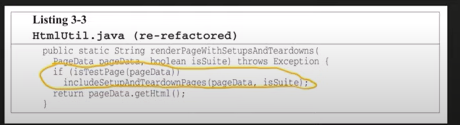 Listing 3-3
HtmlUtil.java (re-refactored)
public static String renderPageWithSetupsAndTeardowns(
PageData pageData, boolean isSuite) throws Exception {
if (isTestPage(pageData))
includeSetupAndTeardownPages(pageData, isSuite);
return pageData.getHtml();
}